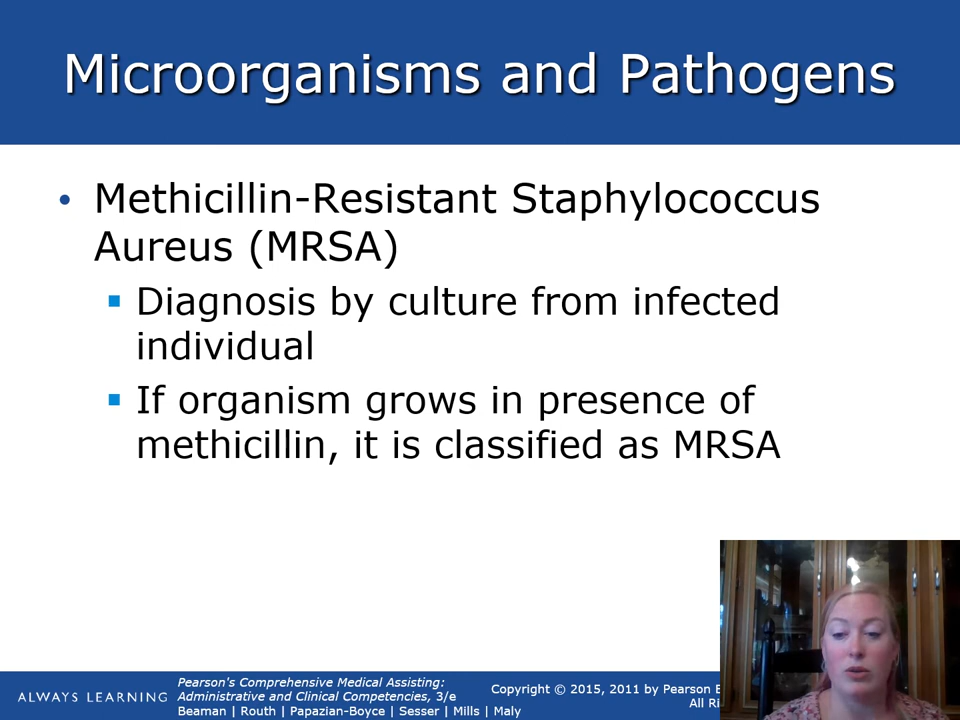 Microorganisms and Pathogens
• Methicillin-Resistant Staphylococcus
Aureus (MRSA)
▪ Diagnosis by culture from infected
individual
▪ If organism grows in presence of
methicillin, it is classified as MRSA
ALWAYS LEARNING
Pearson's Comprehensive Medical Assisting:
Administrative and Clinical Competencies, 3/e
Beaman | Routh | Papazian-Boyce | Sesser | Mills | Maly
Copyright © 2015, 2011 by Pearson
All